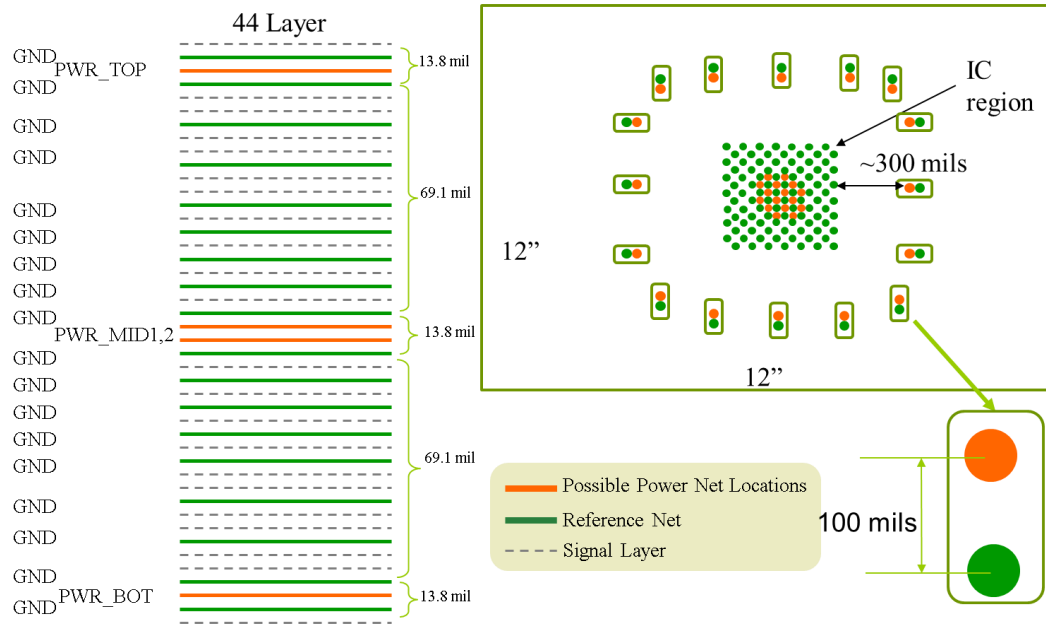 44 Layer
GND
PWR_TOP
GND
GND
GND
GND
GND
GND
GND
GND
PWR_MID1,2
GND
GND
GND
GND
GND
GND
GND
GND
PWR_BOT
GND
13.8 mil
69.1 mil
13.8 mil
69.1 mil
13.8 mil
IC
region
~300 mils
12”
12”
Possible Power Net Locations
Reference Net
Signal Layer
100 mils